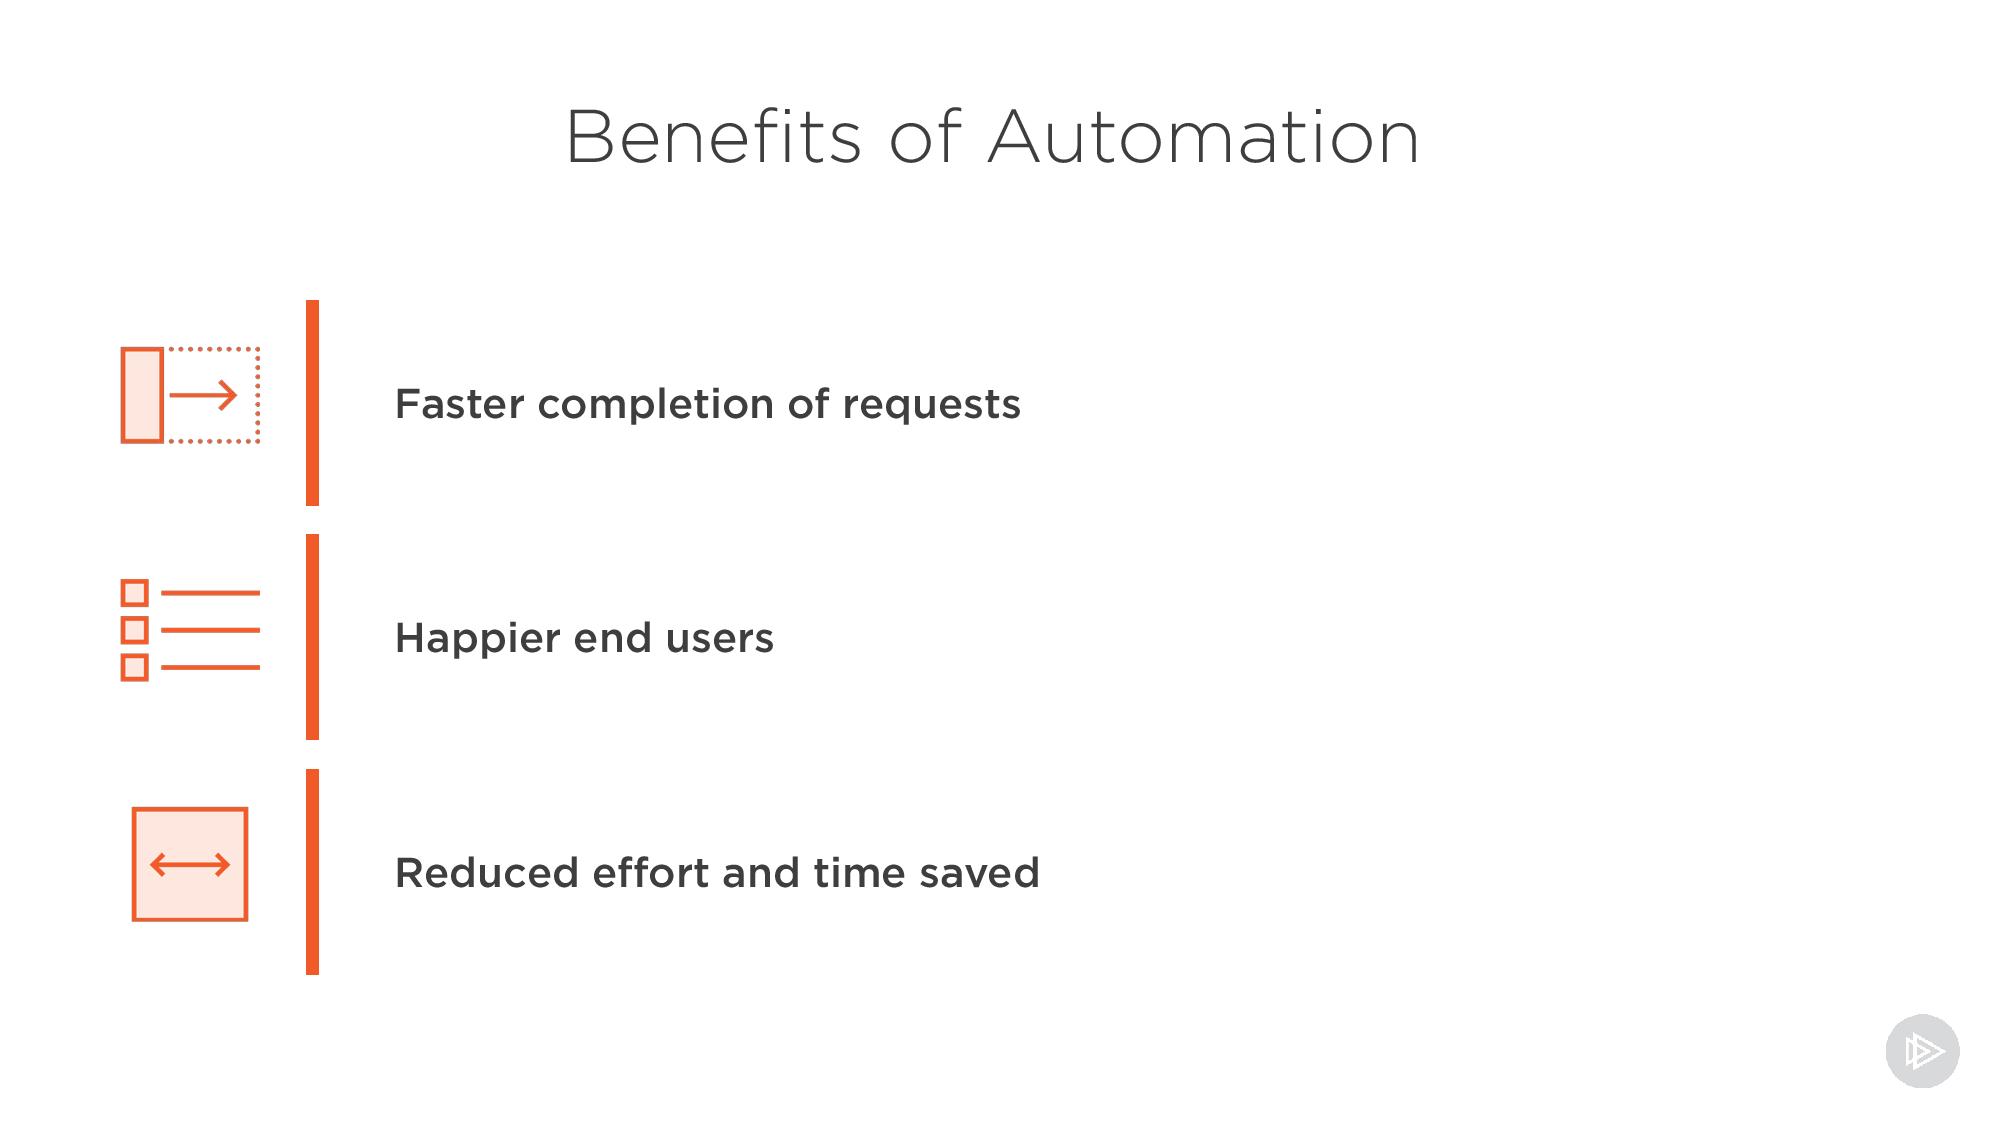 Benefits of Automation
Faster completion of requests
Happier end users
Reduced effort and time saved